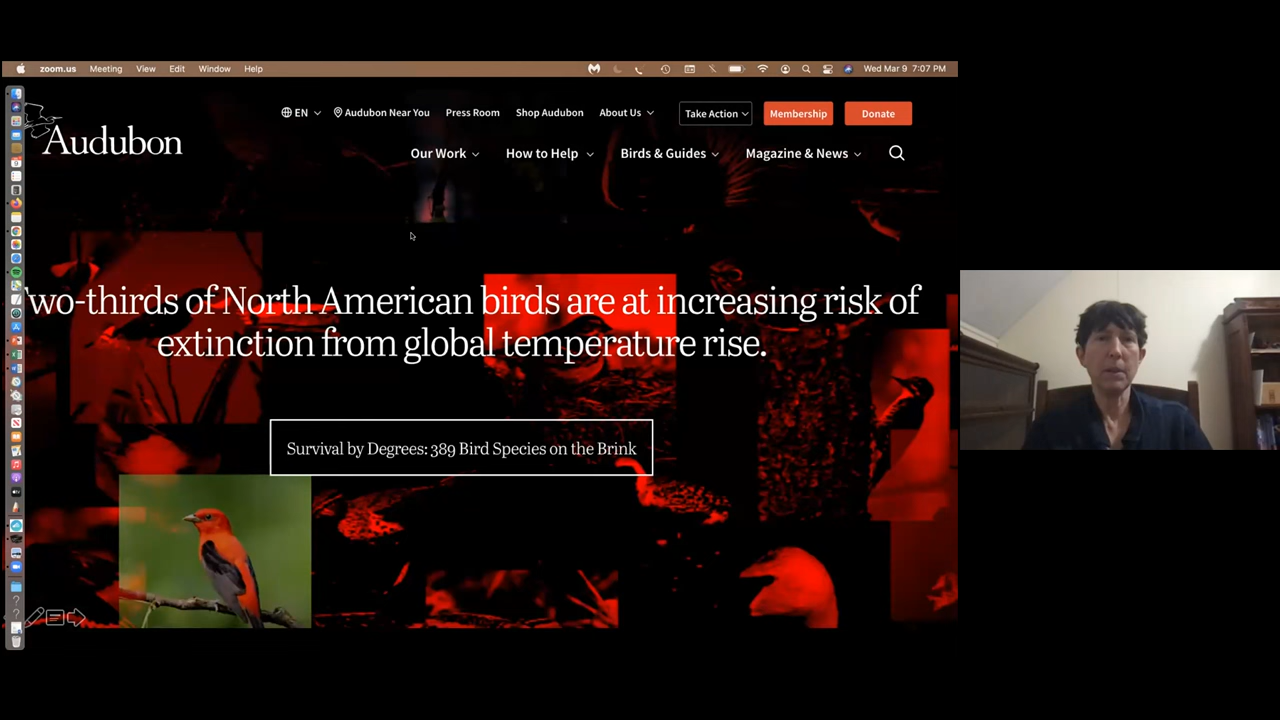 zoom.us Meeting View Edit Window Help Wed Mar 9 7:07 PM
EN Audubon Near You Press Room Shop Audubon About Us Take Action Membership Donate
Audubon
Our Work How to Help Birds & Guides Magazine & News
wo-thirds of North American birds are at increasing risk of
extinction from global temperature rise.
Survival by Degrees: 389 Bird Species on the Brink